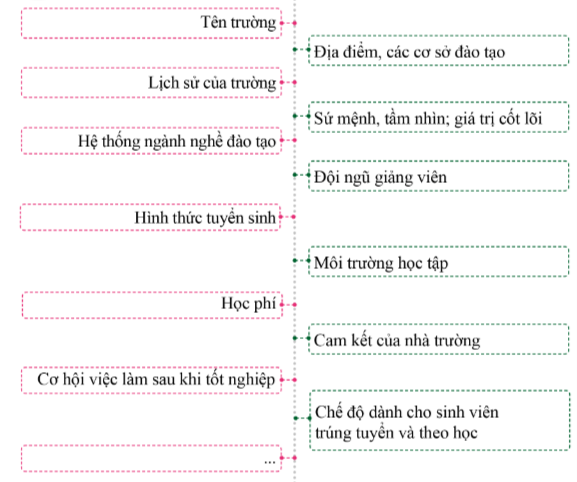 Tên trường
Địa điểm, các cơ sở đào tạo
Lịch sử của trường
Sứ mệnh, tầm nhìn; giá trị cốt lõi
Hệ thống ngành nghề đào tạo
Đội ngũ giảng viên
Hình thức tuyển sinh
Môi trường học tập
Học phí
Cam kết của nhà trường
Cơ hội việc làm sau khi tốt nghiệp
Chế độ dành cho sinh viên
trúng tuyển và theo học
...